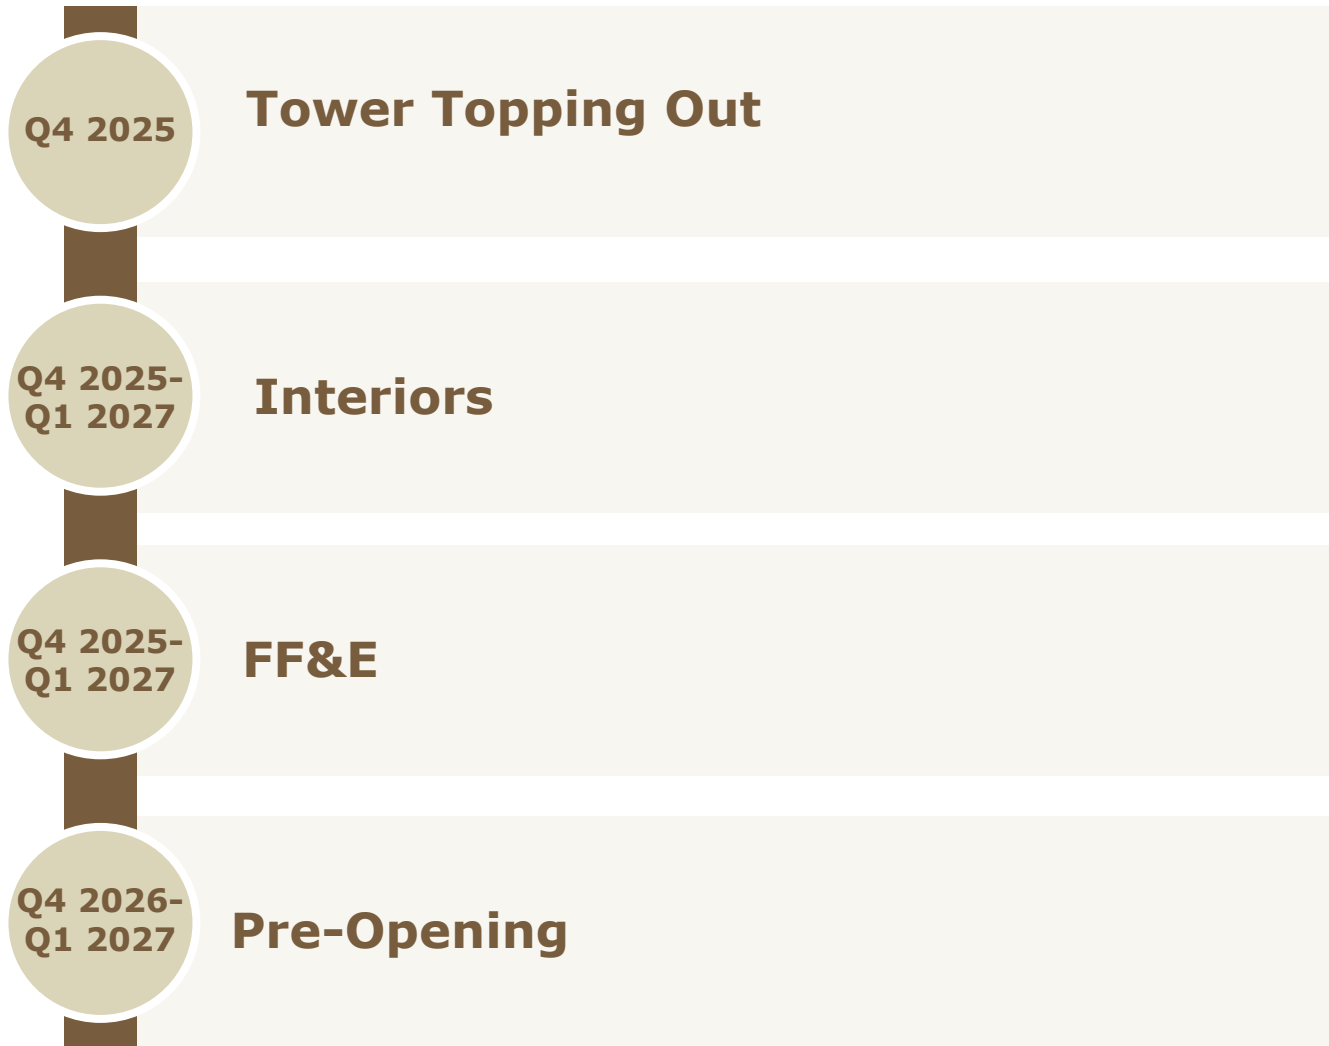 Q4 2025
Tower Topping Out
Q4 2025-
Q1 2027
Interiors
Q4 2025-
Q1 2027
FF&E
Q4 2026-
Q1 2027
Pre-Opening